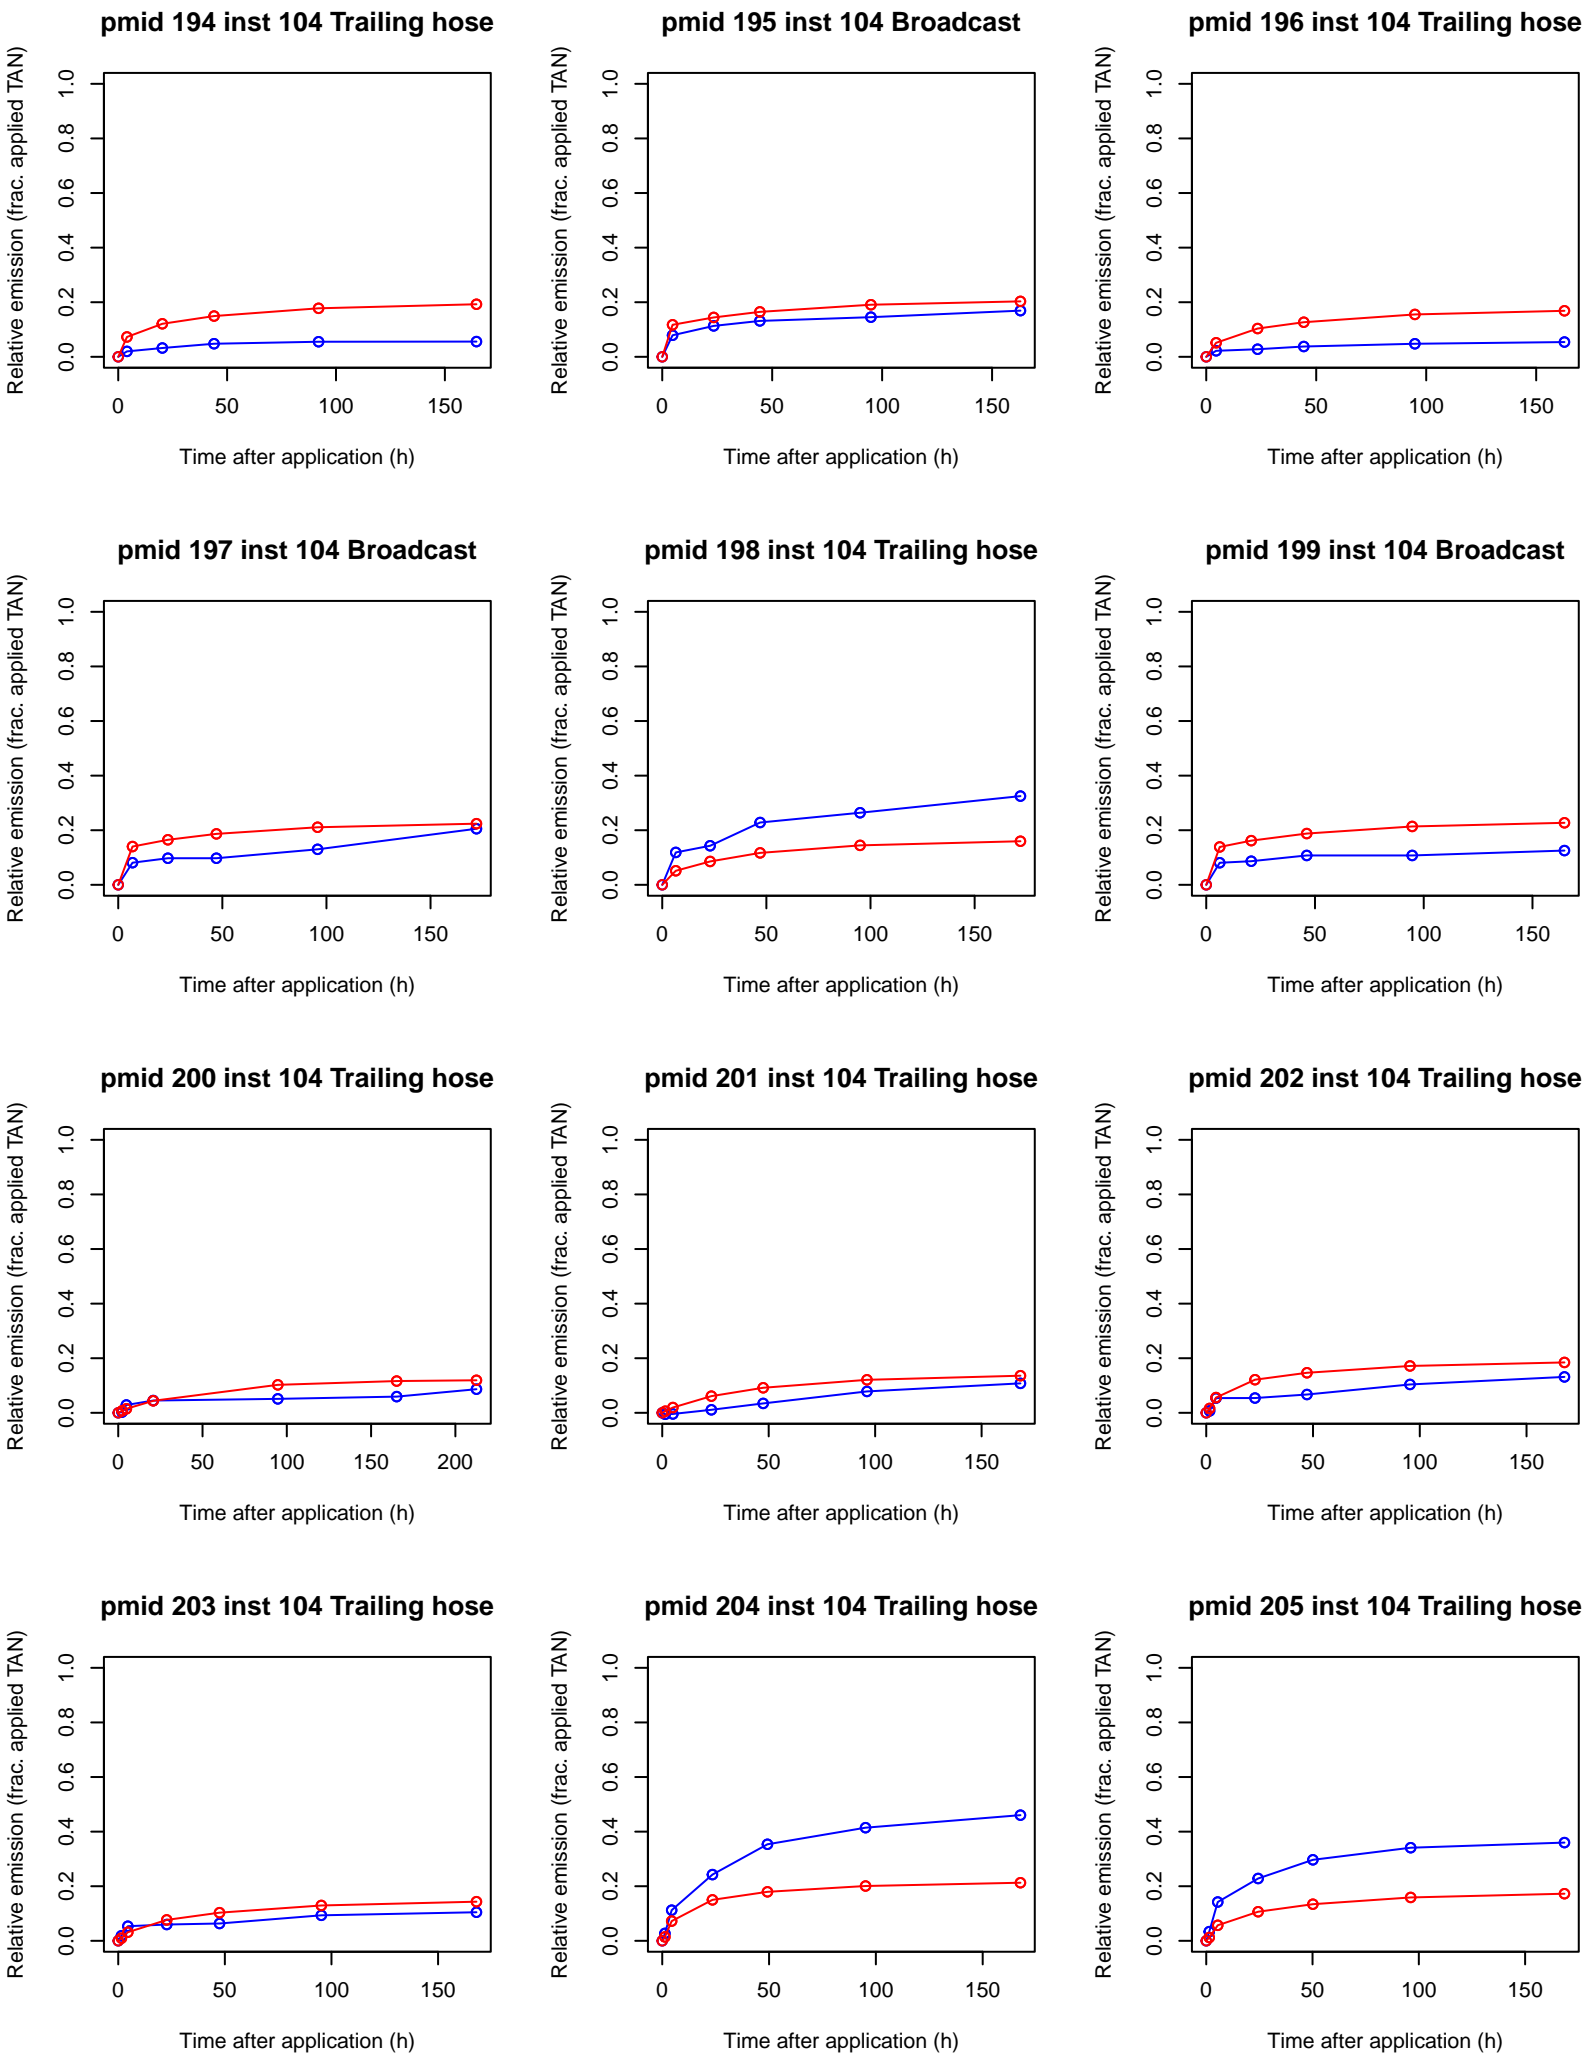 pmid 194 inst 104 Trailing hose
Relative emission (frac. applied TAN)
1.0
0.8
0.6
0.4
0.2
0.0
0 50 100 150
Time after application (h)
pmid 195 inst 104 Broadcast
Relative emission (frac. applied TAN)
1.0
0.8
0.6
0.4
0.2
0.0
0 50 100 150
Time after application (h)
pmid 196 inst 104 Trailing hose
Relative emission (frac. applied TAN)
1.0
0.8
0.6
0.4
0.2
0.0
0 50 100 150
Time after application (h)
pmid 197 inst 104 Broadcast
Relative emission (frac. applied TAN)
1.0
0.8
0.6
0.4
0.2
0.0
0 50 100 150
Time after application (h)
pmid 198 inst 104 Trailing hose
Relative emission (frac. applied TAN)
1.0
0.8
0.6
0.4
0.2
0.0
0 50 100 150
Time after application (h)
pmid 199 inst 104 Broadcast
Relative emission (frac. applied TAN)
1.0
0.8
0.6
0.4
0.2
0.0
0 50 100 150
Time after application (h)
pmid 200 inst 104 Trailing hose
Relative emission (frac. applied TAN)
1.0
0.8
0.6
0.4
0.2
0.0
0 50 100 150 200
Time after application (h)
pmid 201 inst 104 Trailing hose
Relative emission (frac. applied TAN)
1.0
0.8
0.6
0.4
0.2
0.0
0 50 100 150
Time after application (h)
pmid 202 inst 104 Trailing hose
Relative emission (frac. applied TAN)
1.0
0.8
0.6
0.4
0.2
0.0
0 50 100 150
Time after application (h)
pmid 203 inst 104 Trailing hose
Relative emission (frac. applied TAN)
1.0
0.8
0.6
0.4
0.2
0.0
0 50 100 150
Time after application (h)
pmid 204 inst 104 Trailing hose
Relative emission (frac. applied TAN)
1.0
0.8
0.6
0.4
0.2
0.0
0 50 100 150
Time after application (h)
pmid 205 inst 104 Trailing hose
Relative emission (frac. applied TAN)
1.0
0.8
0.6
0.4
0.2
0.0
0 50 100 150
Time after application (h)